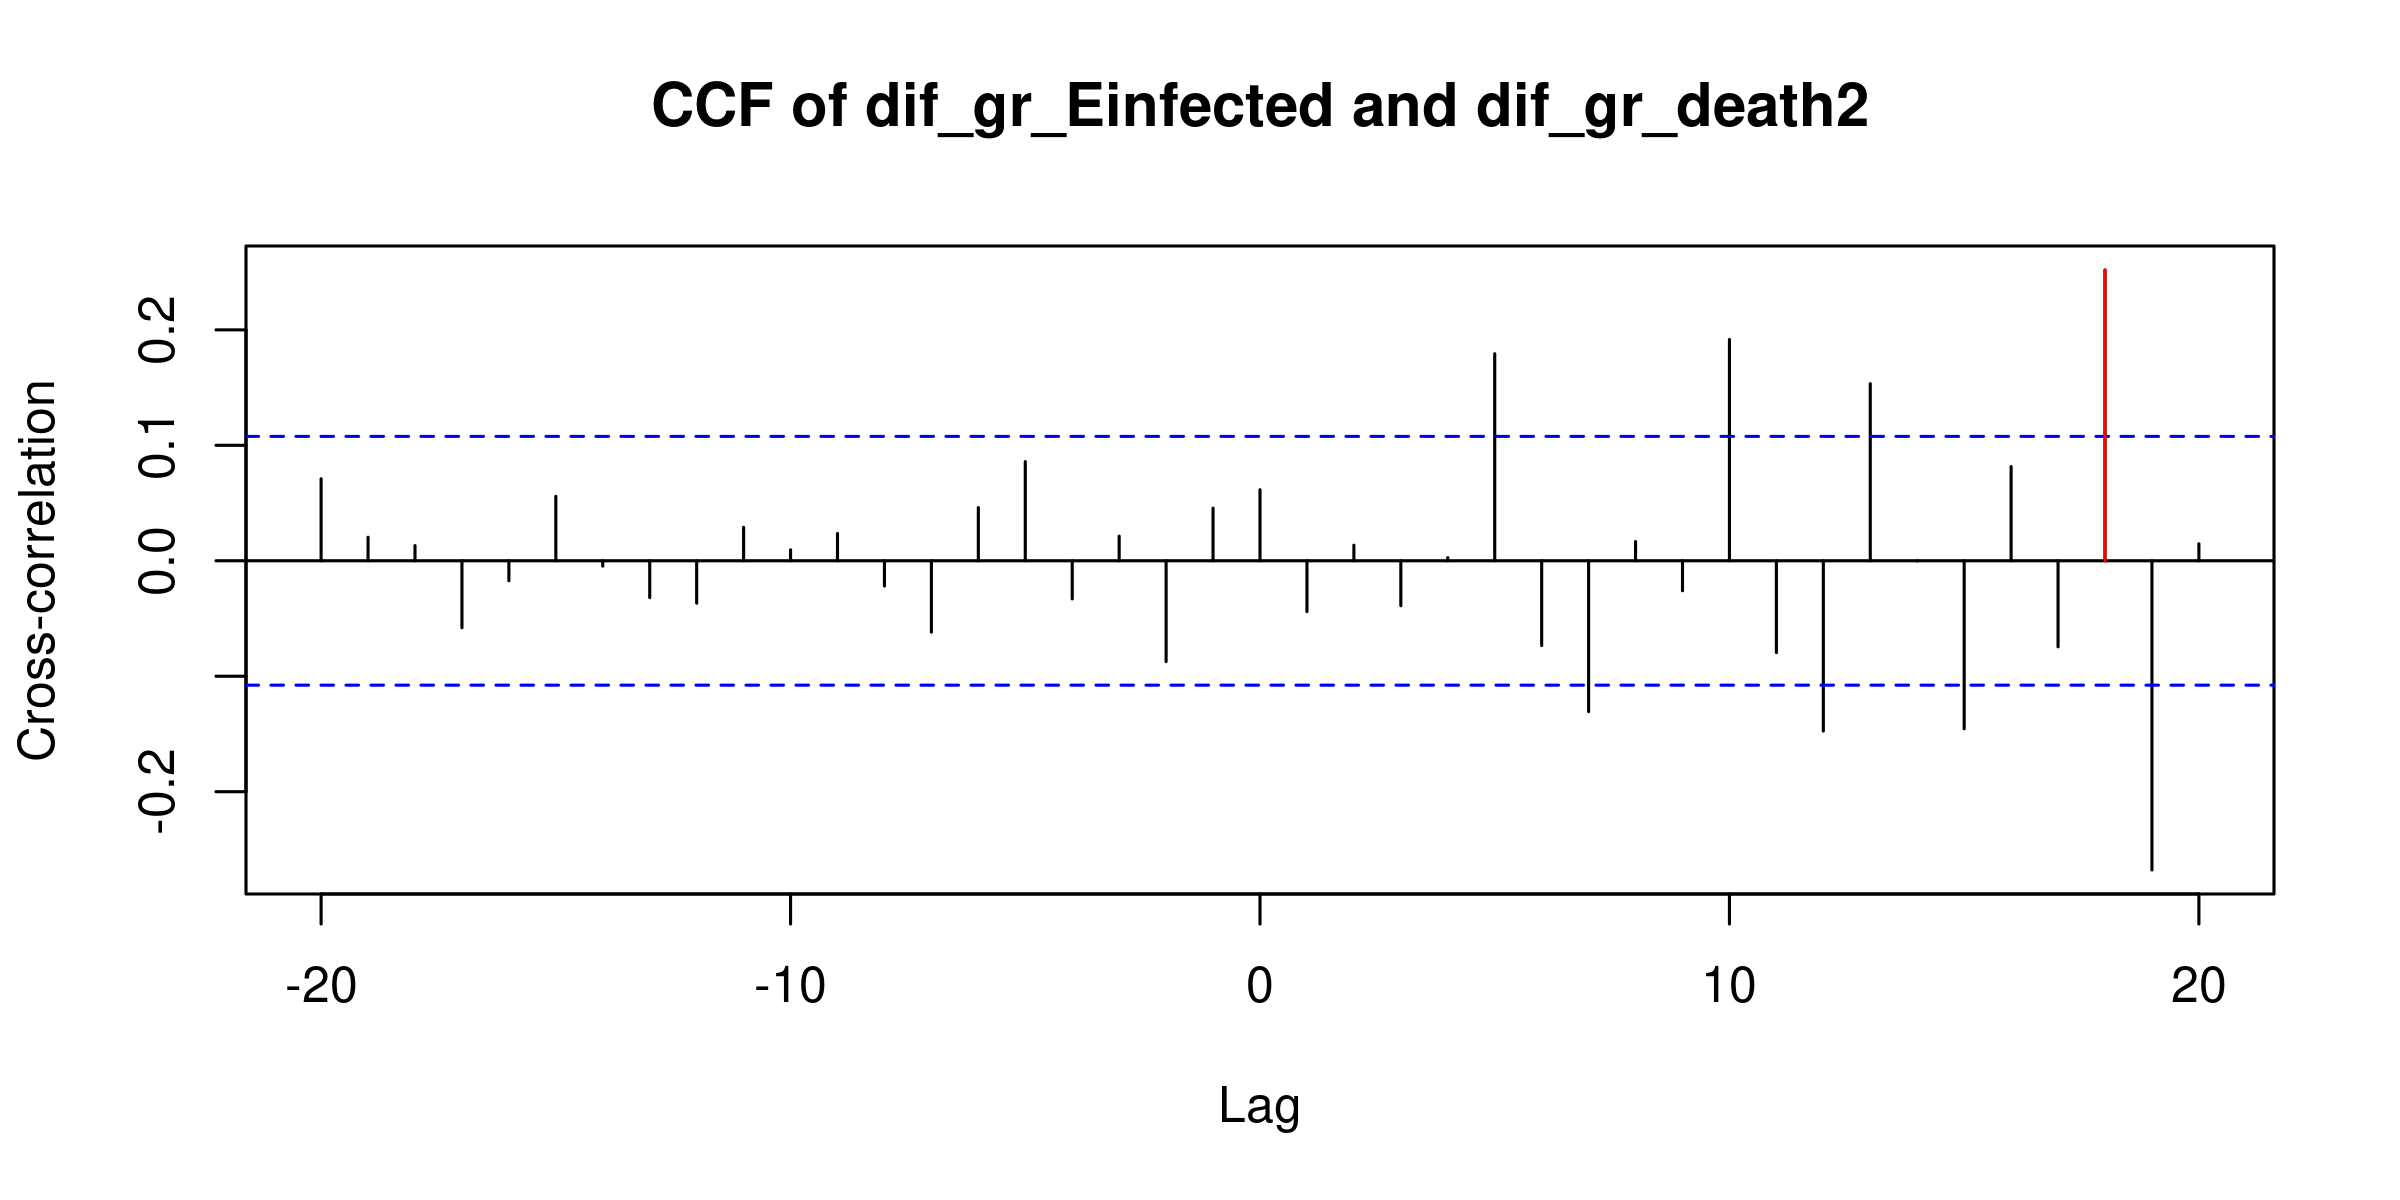 CCF of dif_gr_Einfected and dif_gr_death2
Cross-correlation
0.2
0.1
0.0
-0.2
-20 -10 0 10 20
Lag